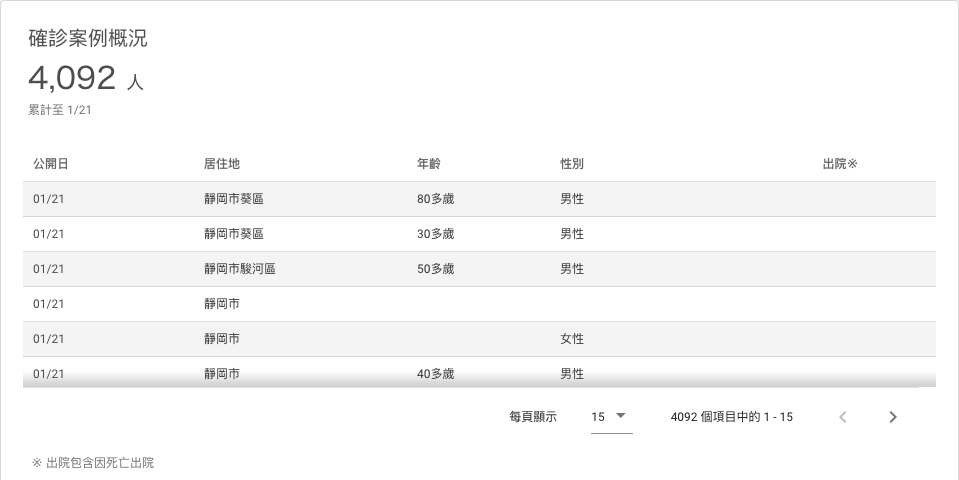 確診案例概況
4,092 人
累計至 1/21
公開日 居住地 年齡 性別 出院※
01/21 靜岡市葵區 80多歲 男性
01/21 靜岡市葵區 30多歲 男性
01/21 靜岡市駿河區 50多歲 男性
01/21 靜岡市
01/21 靜岡市 女性
01/21 靜岡市 40多歲 男性
每頁顯示 15 4092 個項目中的 1 - 15
※ 出院包含因死亡出院